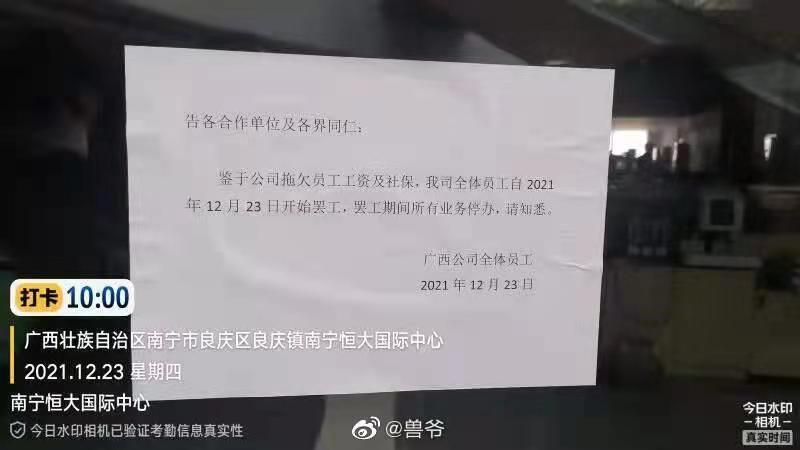 告各合作单位及各界同仁：
鉴于公司拖欠员工工资及社保，我司全体员工自 2021
年 12 月 23 日开始罢工，罢工期间所有业务停办，请知悉。
广西公司全体员工
2021 年 12 月 23 日
打卡 10:00
广西壮族自治区南宁市良庆区良庆镇南宁恒大国际中心
2021.12.23 星期四
南宁恒大国际中心
今日水印相机已验证考勤信息真实性
@兽爷
今日水印
-相机-
真实时间